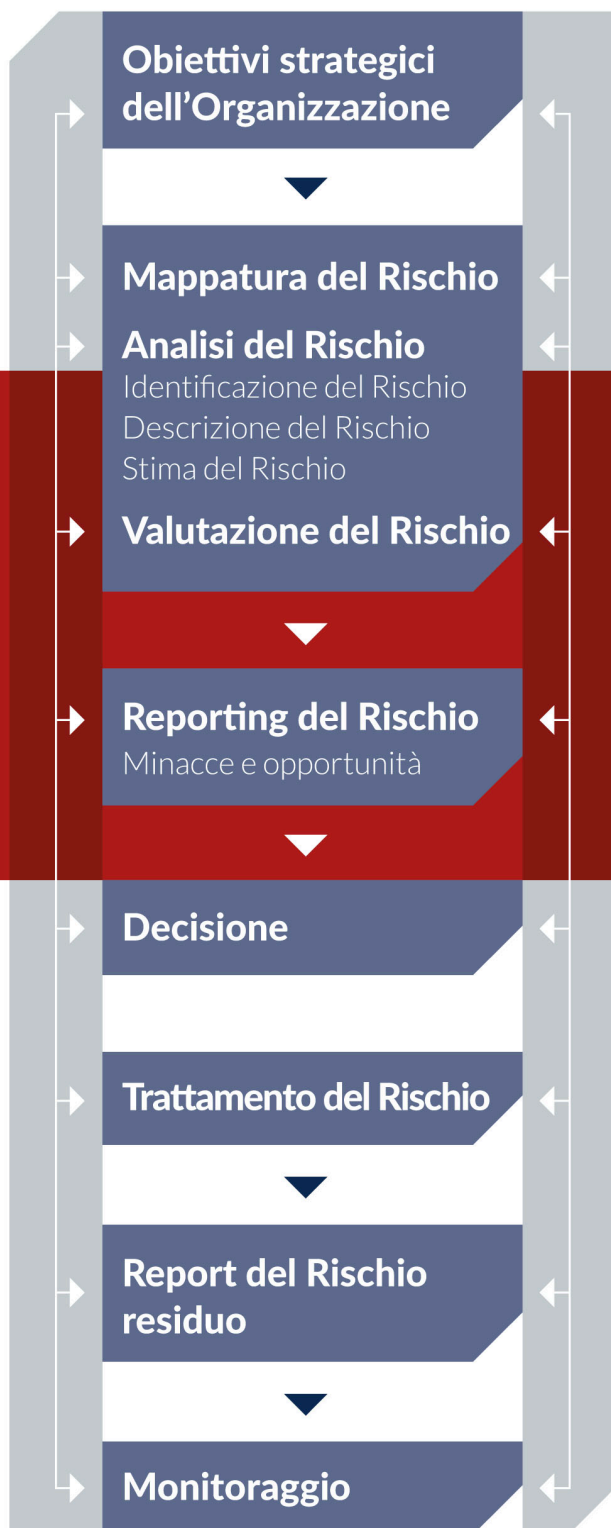 Obiettivi strategici
dell'Organizzazione
Mappatura del Rischio
Analisi del Rischio
Identificazione del Rischio
Descrizione del Rischio
Stima del Rischio
Valutazione del Rischio
Reporting del Rischio
Minacce e opportunità
Decisione
Trattamento del Rischio
Report del Rischio
residuo
Monitoraggio